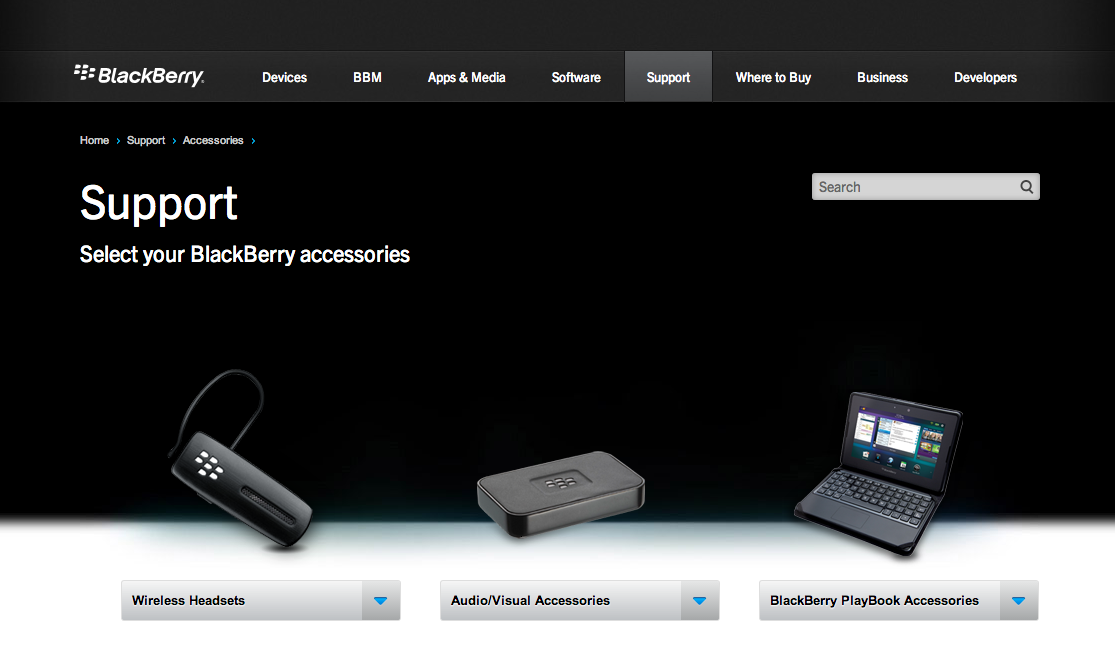 BlackBerry
Devices BBM Apps & Media Software Support Where to Buy Business Developers
Home › Support › Accessories ›
Support
Search
Select your BlackBerry accessories
Wireless Headsets
Audio/Visual Accessories
BlackBerry PlayBook Accessories